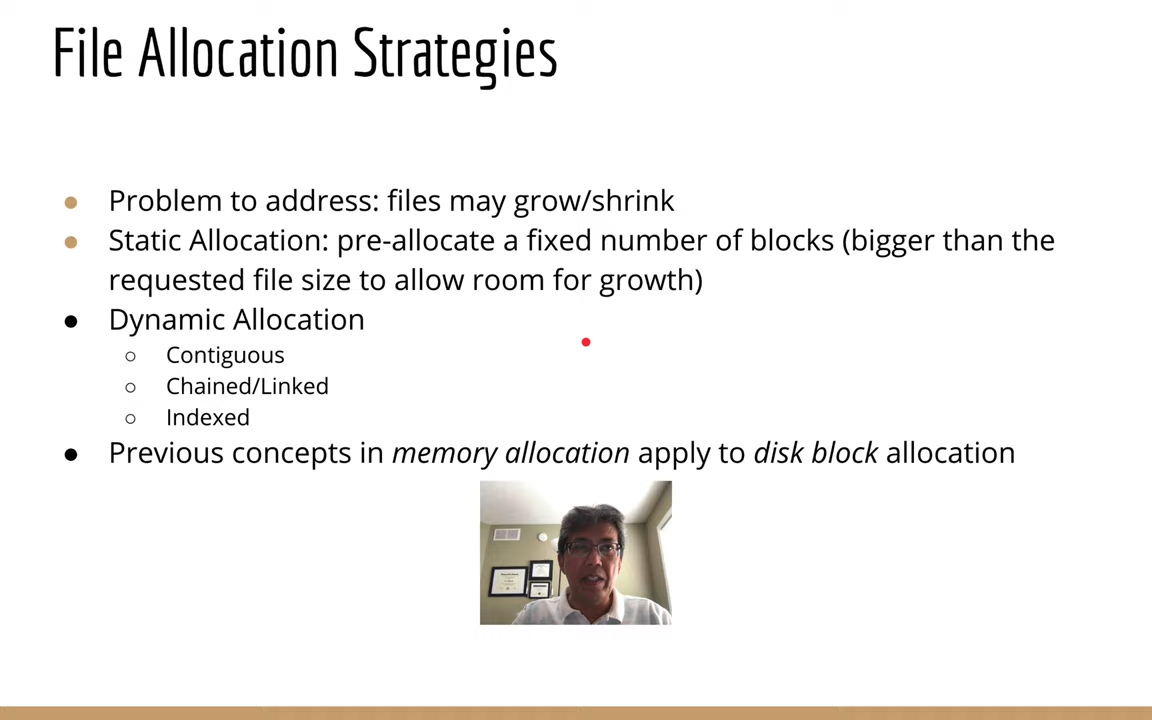 File Allocation Strategies
Problem to address: files may grow/shrink
Static Allocation: pre-allocate a fixed number of blocks (bigger than the
requested file size to allow room for growth)
Dynamic Allocation
Contiguous
Chained/Linked
Indexed
Previous concepts in memory allocation apply to disk block allocation